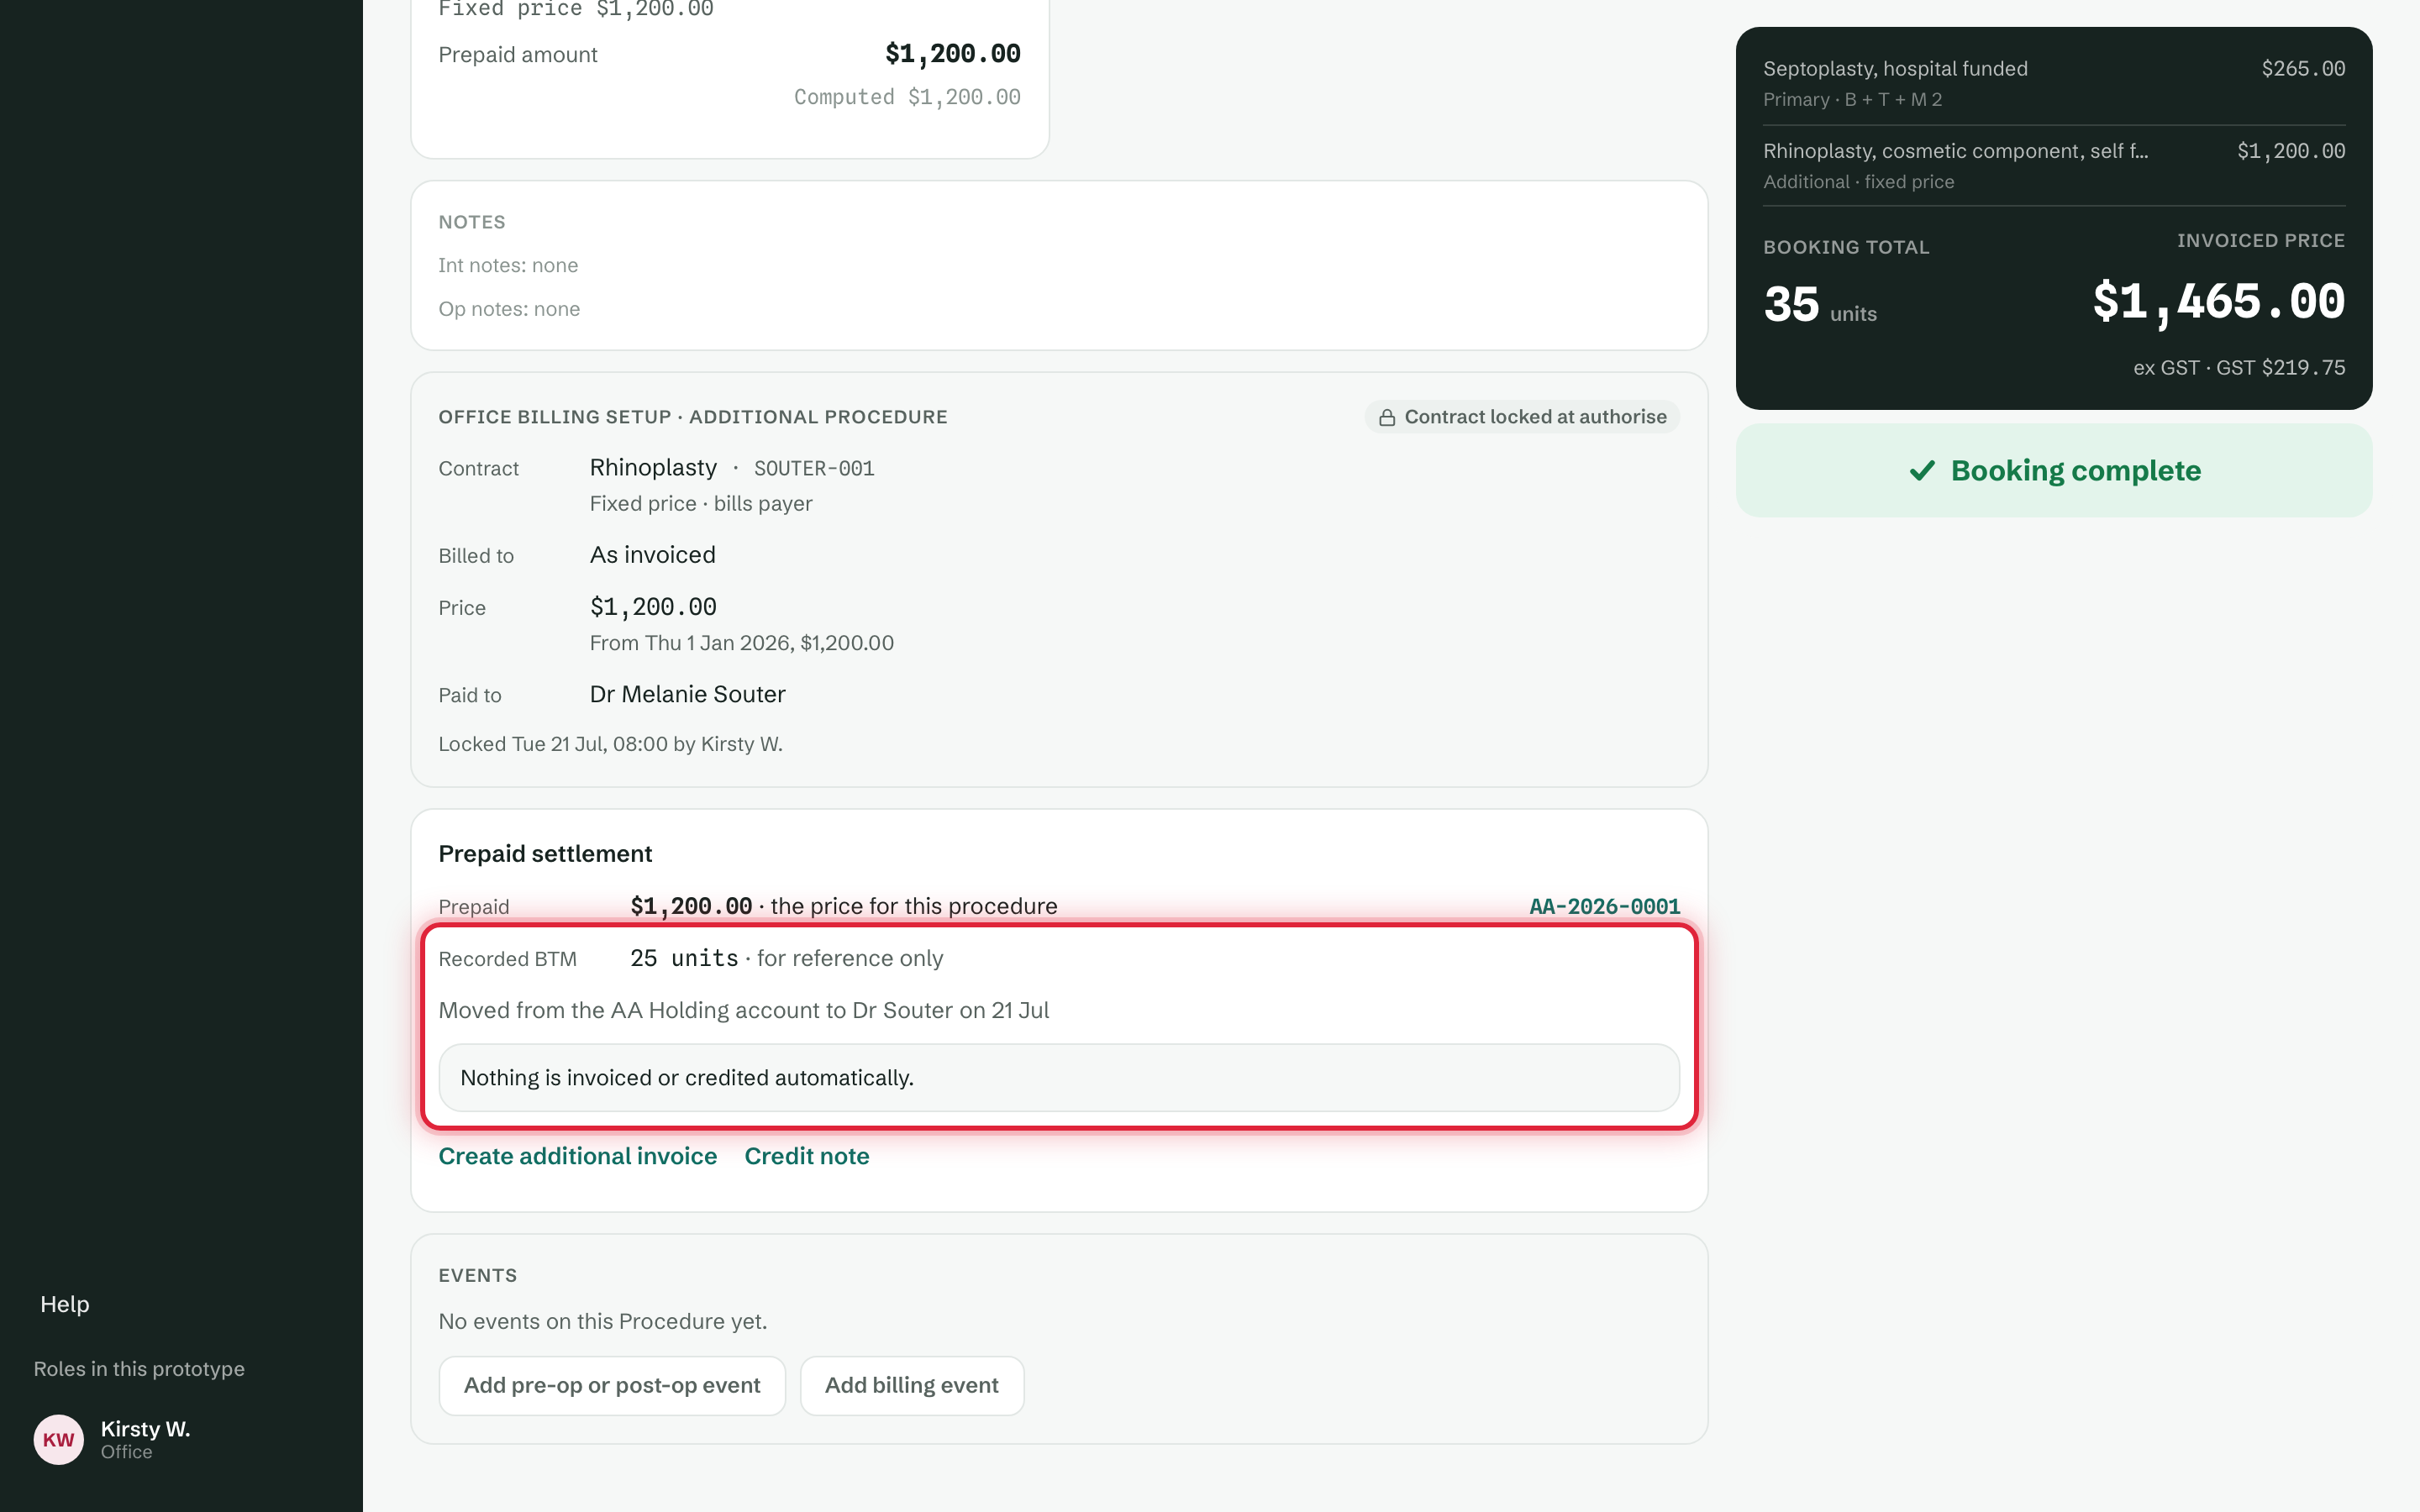 Fixed price $1,200.00
Prepaid amount $1,200.00
Computed $1,200.00
NOTES
Int notes: none
Op notes: none
OFFICE BILLING SETUP · ADDITIONAL PROCEDURE Contract locked at authorise
Contract Rhinoplasty · SOUTER-001
Fixed price · bills payer
Billed to As invoiced
Price $1,200.00
From Thu 1 Jan 2026, $1,200.00
Paid to Dr Melanie Souter
Locked Tue 21 Jul, 08:00 by Kirsty W.
Prepaid settlement
Prepaid $1,200.00 · the price for this procedure AA-2026-0001
Recorded BTM 25 units · for reference only
Moved from the AA Holding account to Dr Souter on 21 Jul
Nothing is invoiced or credited automatically.
Create additional invoice Credit note
EVENTS
No events on this Procedure yet.
Add pre-op or post-op event Add billing event
Septoplasty, hospital funded $265.00
Primary · B + T + M 2
Rhinoplasty, cosmetic component, self f... $1,200.00
Additional · fixed price
BOOKING TOTAL INVOICED PRICE
35 units $1,465.00
ex GST · GST $219.75
Booking complete
Help
Roles in this prototype
KW Kirsty W.
Office